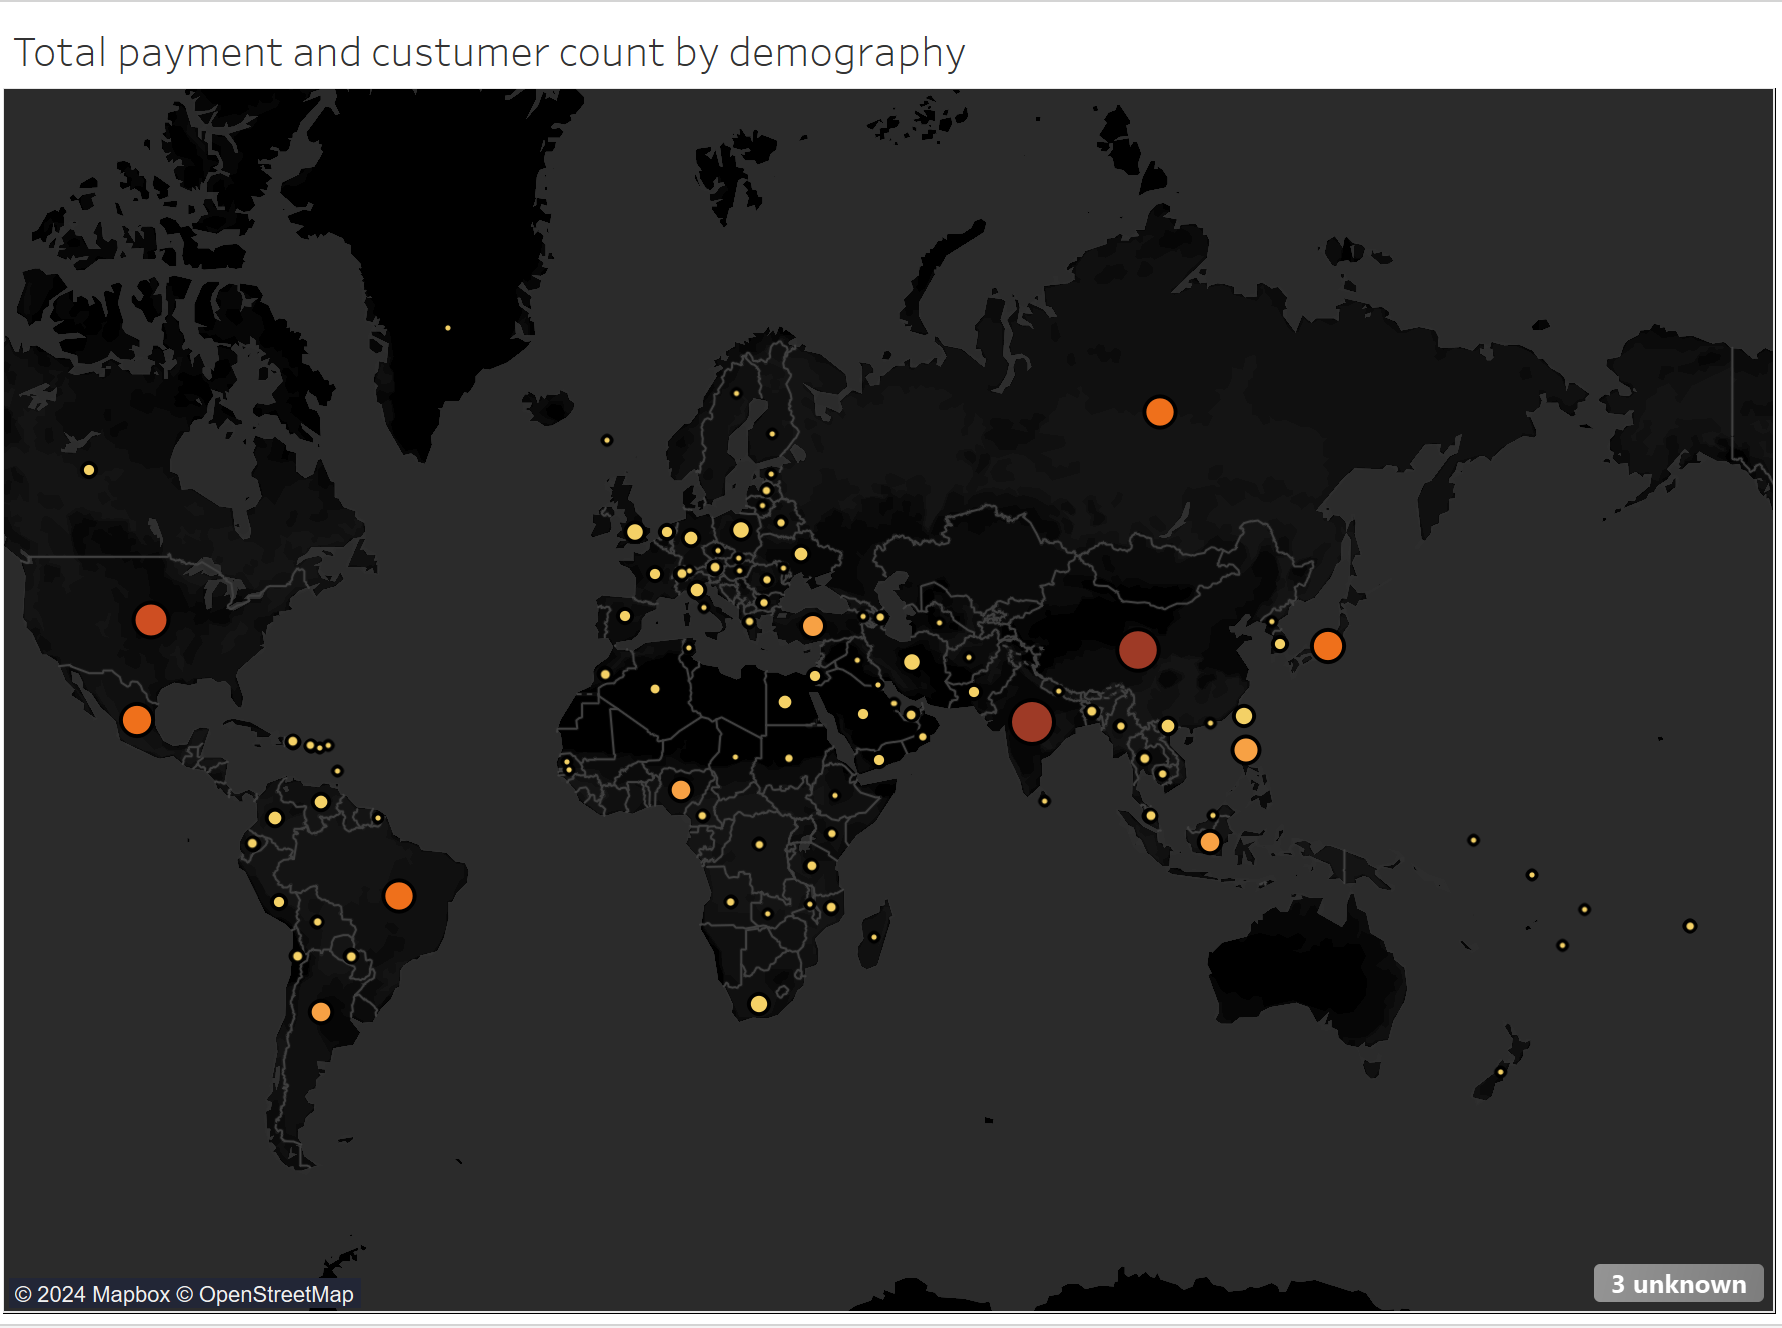 Total payment and custumer count by demography
© 2024 Mapbox © OpenStreetMap
3 unknown